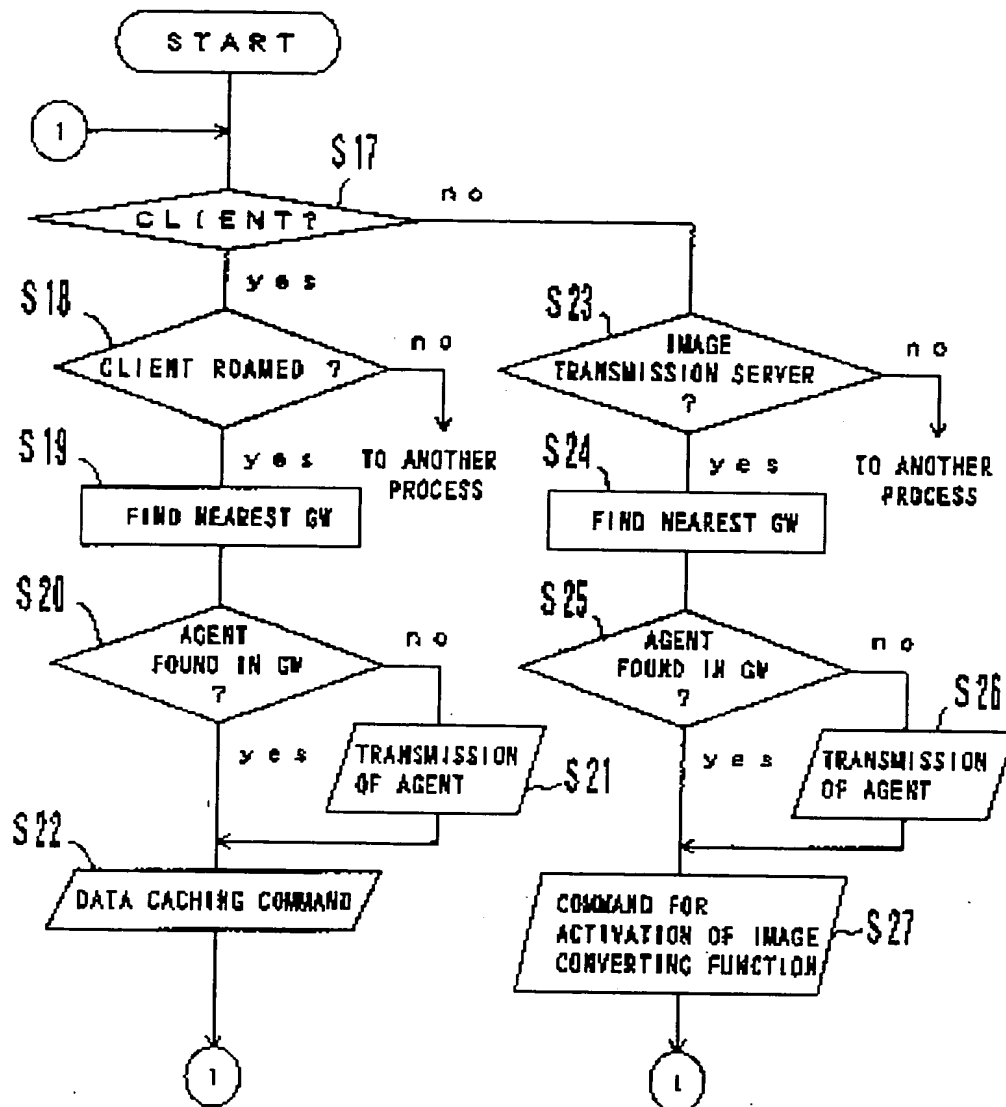 START
1
S17
no
CLIENT?
yes
S18
S23
no
IMAGE
TRANSMISSION SERVER
?
no
CLIENT ROAMED ?
S19
yes
TO ANOTHER
PROCESS
S24
yes
TO ANOTHER
PROCESS
FIND NEAREST GW
FIND NEAREST GW
S20
S25
AGENT
FOUND IN GW
?
no
AGENT
FOUND IN GW
?
no
S26
yes
TRANSMISSION
OF AGENT
S21
yes
TRANSMISSION
OF AGENT
S22
DATA CACHING COMMAND
COMMAND FOR
ACTIVATION OF IMAGE
CONVERTING FUNCTION
S27
1
1